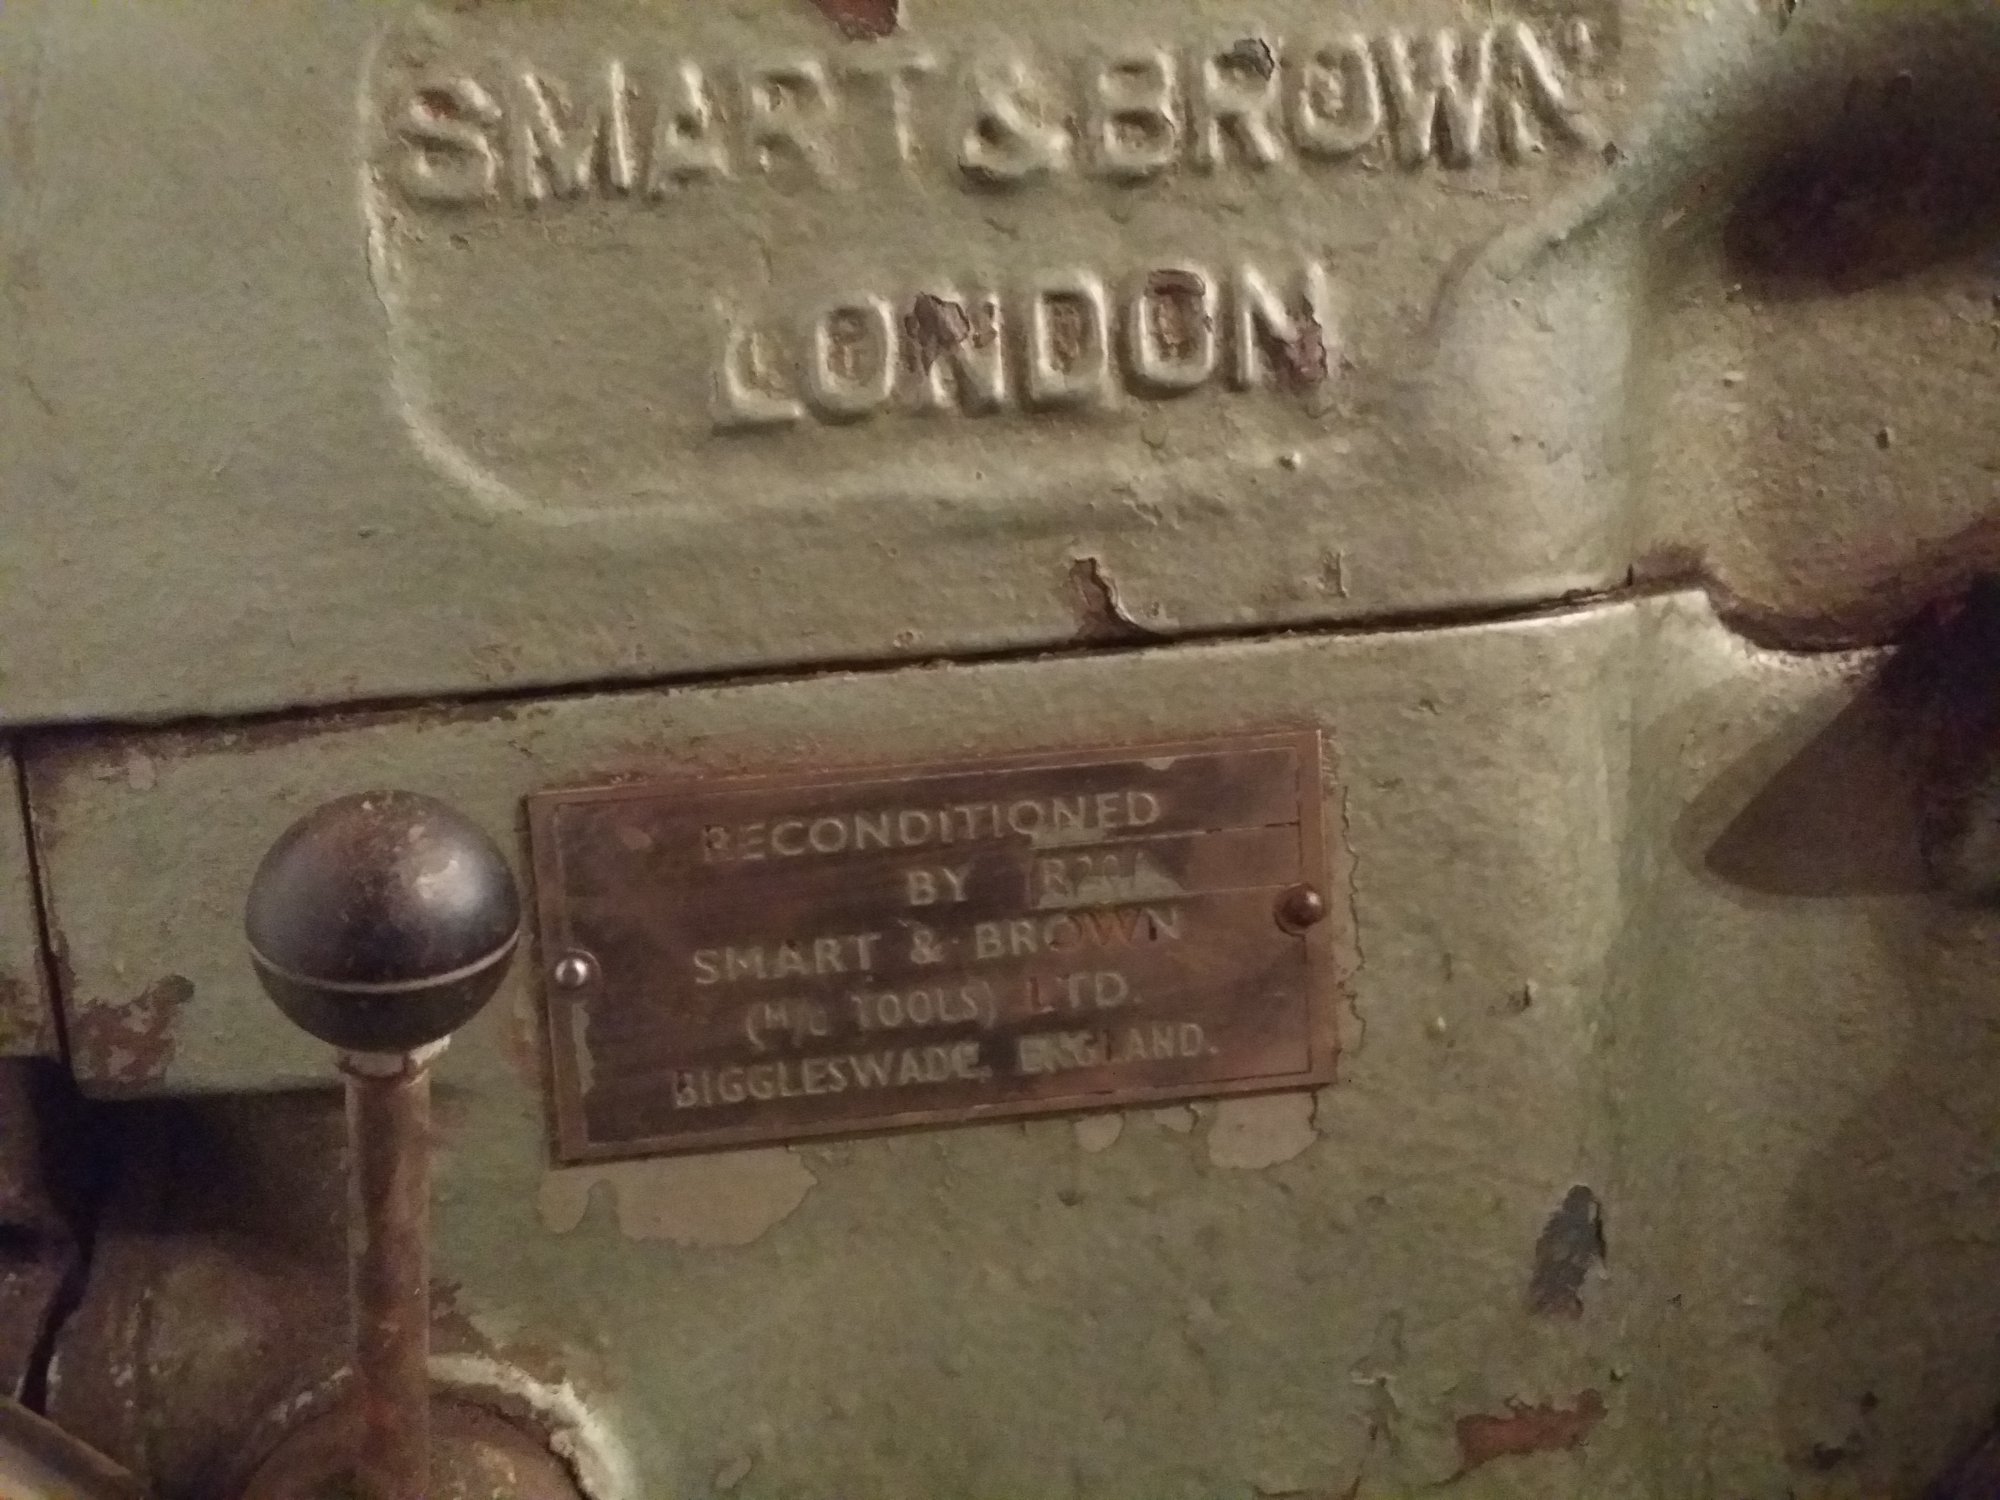 SMART & BROWN
LONDON
RECONDITIONED
BY
SMART & BROWN
(M/C TOOLS) LTD.
BIGGLESWADE, ENGLAND.